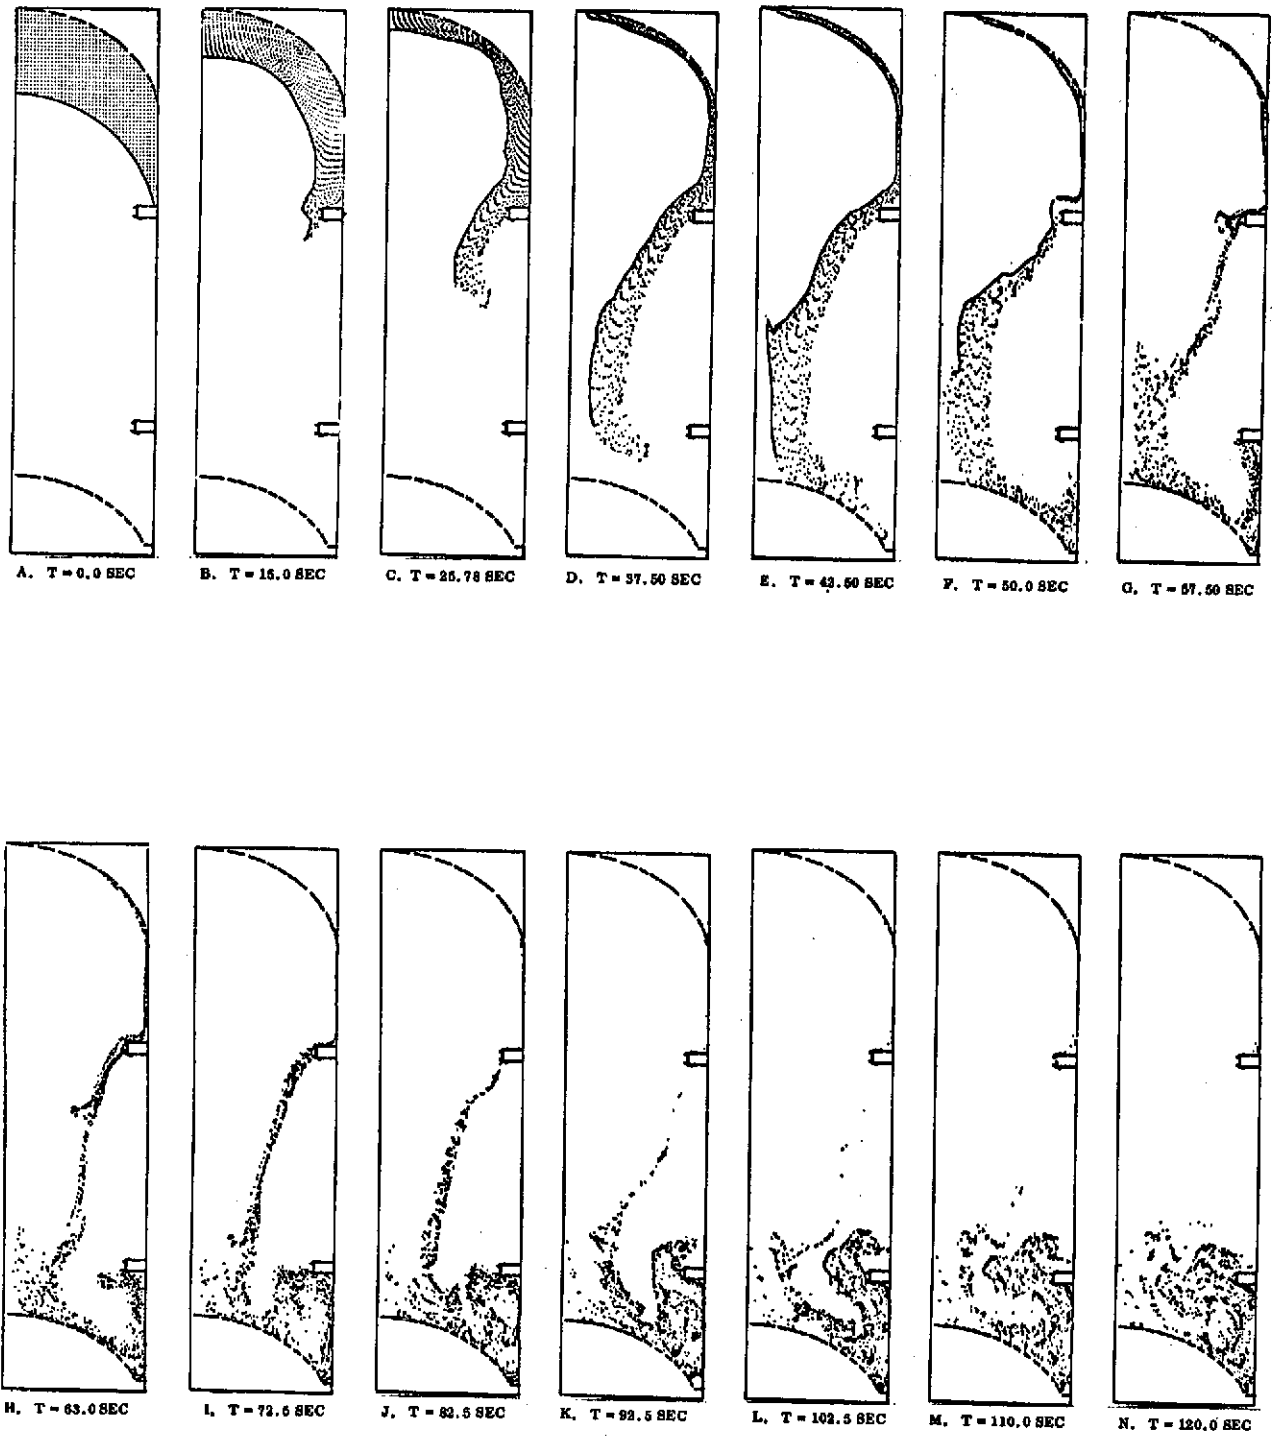 A. T = 0.0 SEC
B. T = 15.0 SEC
C. T = 25.78 SEC
D. T = 37.50 SEC
E. T = 42.50 SEC
F. T = 50.0 SEC
G. T = 57.50 SEC
H. T = 63.0 SEC
I. T = 72.5 SEC
J. T = 82.5 SEC
K. T = 92.5 SEC
L. T = 102.5 SEC
M. T = 110.0 SEC
N. T = 120.0 SEC